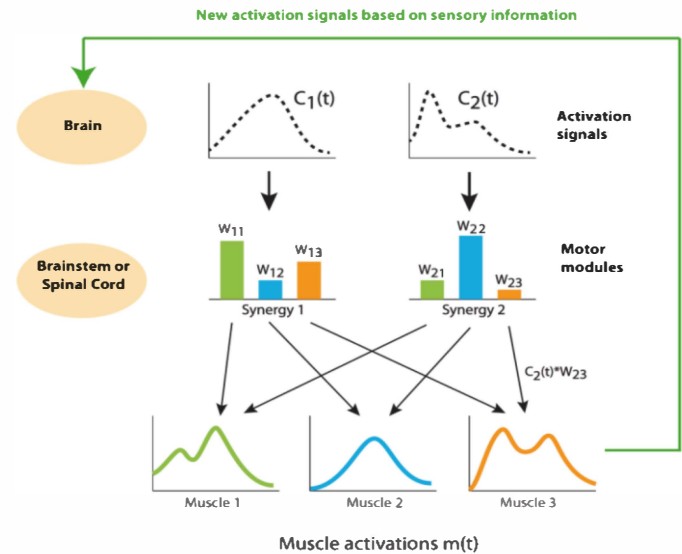 New activation signals based on sensory information
Brain
C1(t)
C2(t)
Activation
signals
Brainstem or
Spinal Cord
W11
W12
W13
W21
W22
W23
Motor
modules
Synergy 1
Synergy 2
C2(t)*W23
Muscle 1
Muscle 2
Muscle 3
Muscle activations m(t)